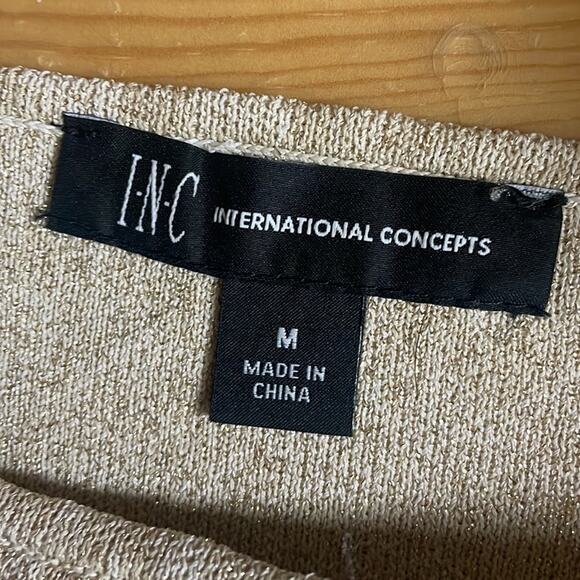 I·N·C INTERNATIONAL CONCEPTS
M
MADE IN
CHINA